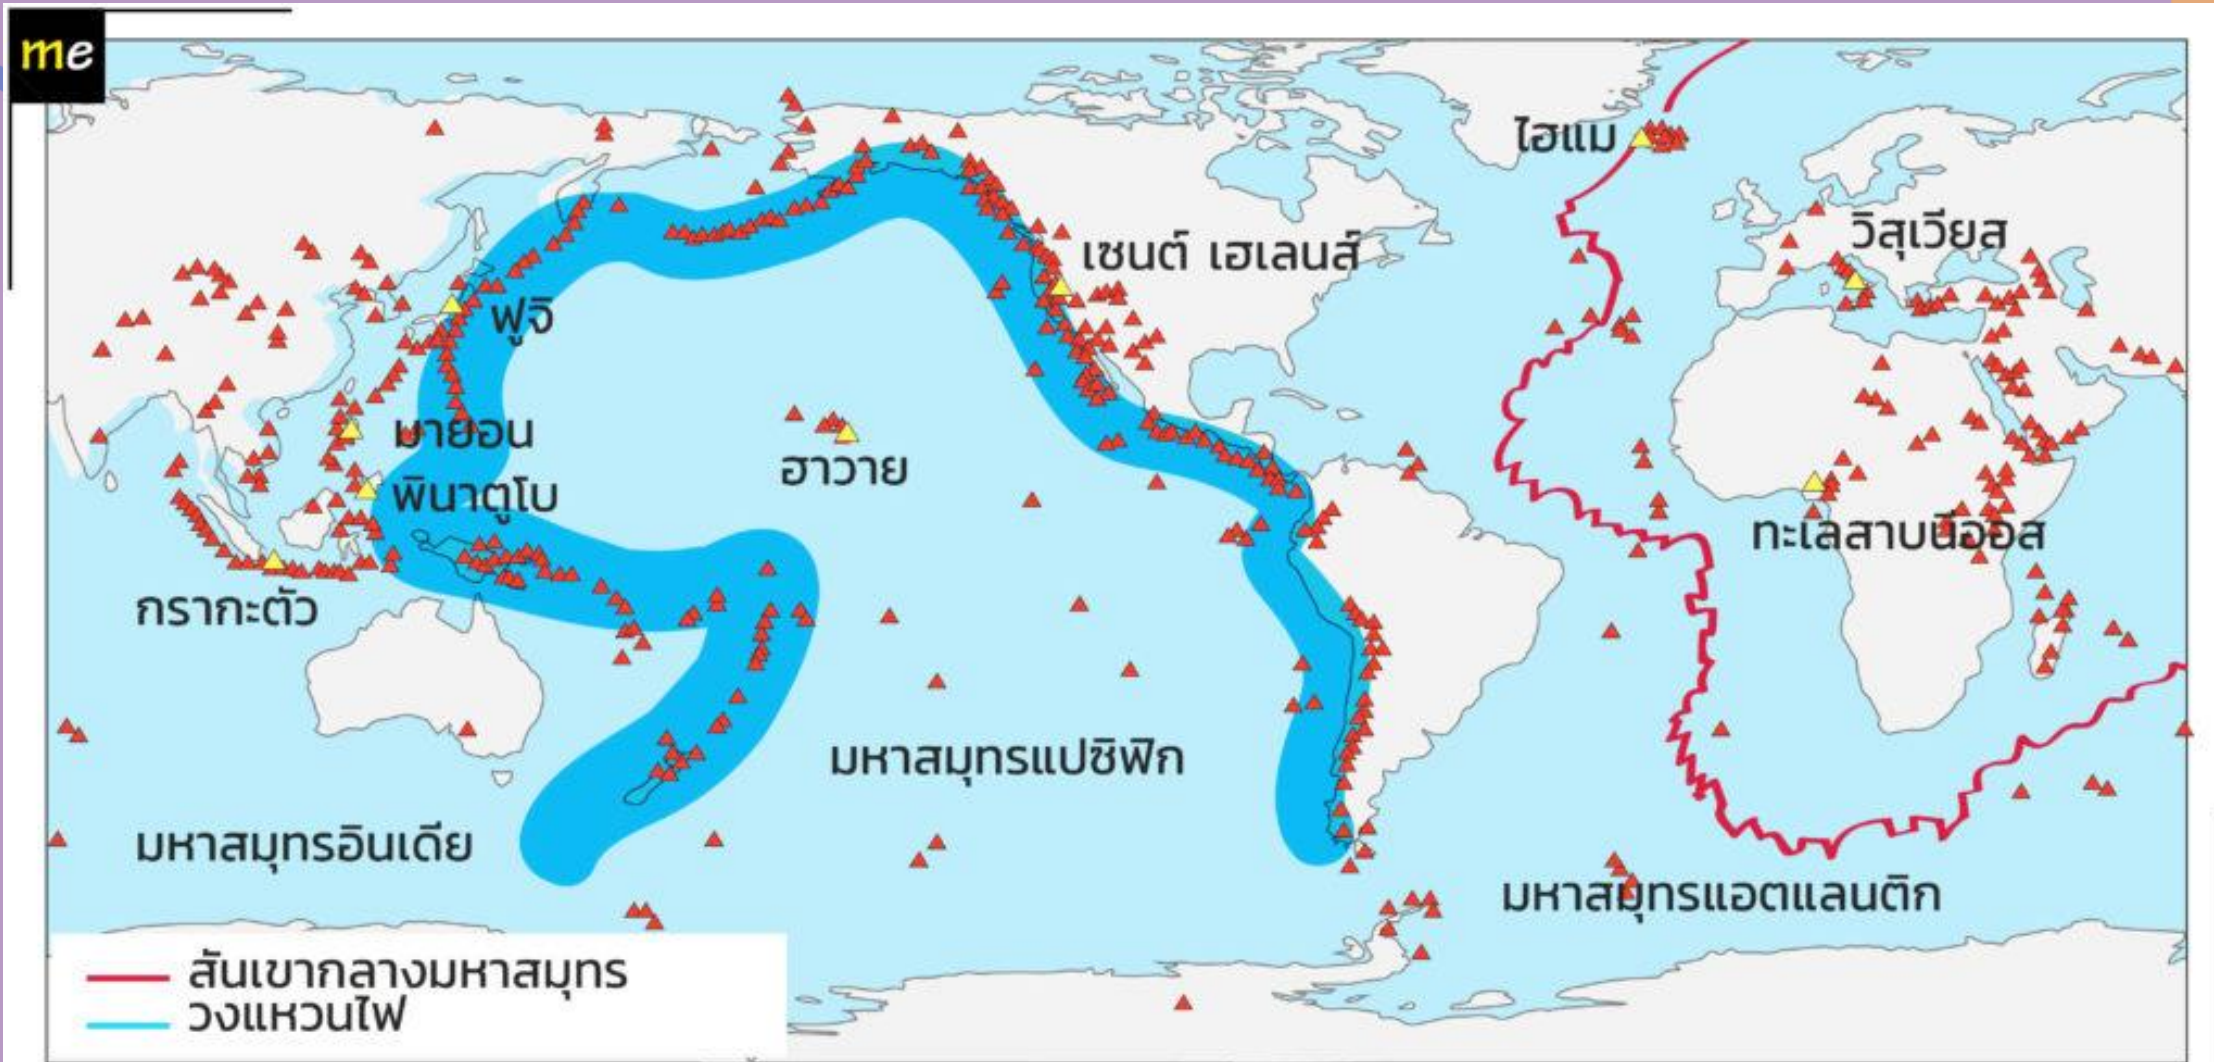 me
ไฮแม
วิสุเวียส
เซนต์ เฮเลนส์
ฟูจิ
มายอน
ฮาวาย
พินาตูโบ
ทะเลสาบนีออส
กรากะตัว
มหาสมุทรแปซิฟิก
มหาสมุทรอินเดีย
มหาสมุทรแอตแลนติก
สันเขากลางมหาสมุทร
วงแหวนไฟ